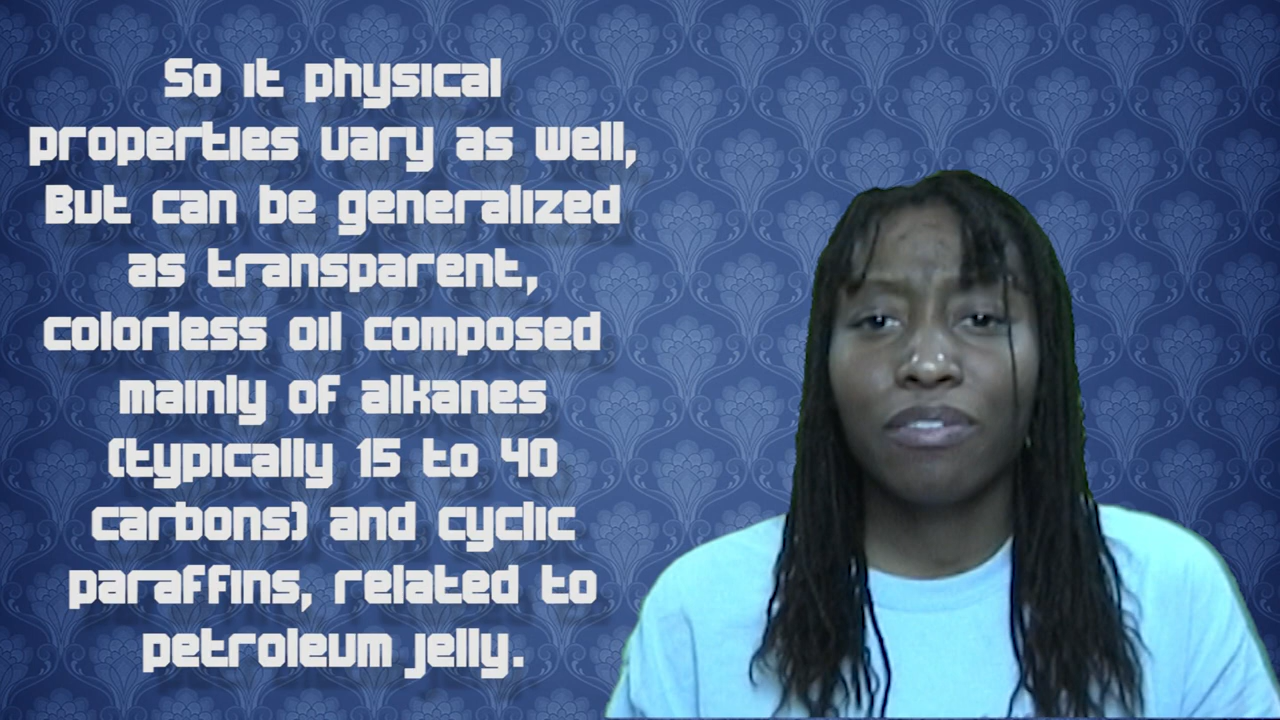 So it physical
properties vary as well,
But can be generalized
as transparent,
colorless oil composed
mainly of alkanes
(typically 15 to 40
carbons) and cyclic
paraffins, related to
petroleum jelly.